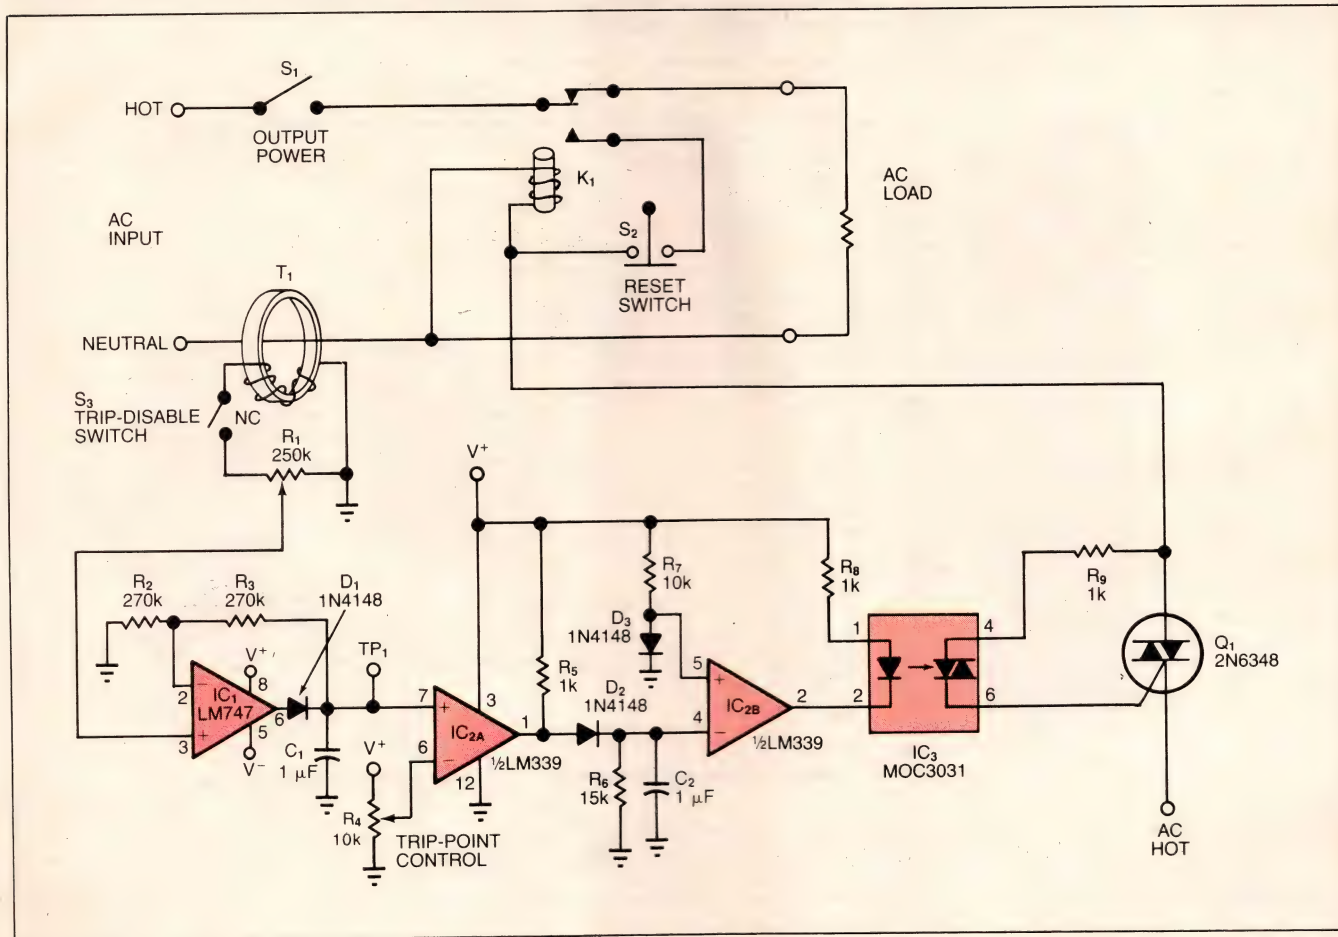 S1
HOT
OUTPUT
POWER
K1
AC
LOAD
AC
INPUT
S2
RESET
SWITCH
T1
NEUTRAL
S3
TRIP-DISABLE
SWITCH
NC
R1
250k
V+
R2
270k
R3
270k
D1
1N4148
R7
10k
R8
1k
R9
1k
D3
1N4148
TP1
R5
1k
D2
1N4148
V+
8
2
IC1
LM747
6
5
3
V−
C1
1 µF
V+
7
3
6
IC2A
1
12
½LM339
R4
10k
TRIP-POINT
CONTROL
R6
15k
C2
1 µF
5
4
IC2B
2
½LM339
1
2
4
6
IC3
MOC3031
Q1
2N6348
AC
HOT
+
−
+
−
+
−